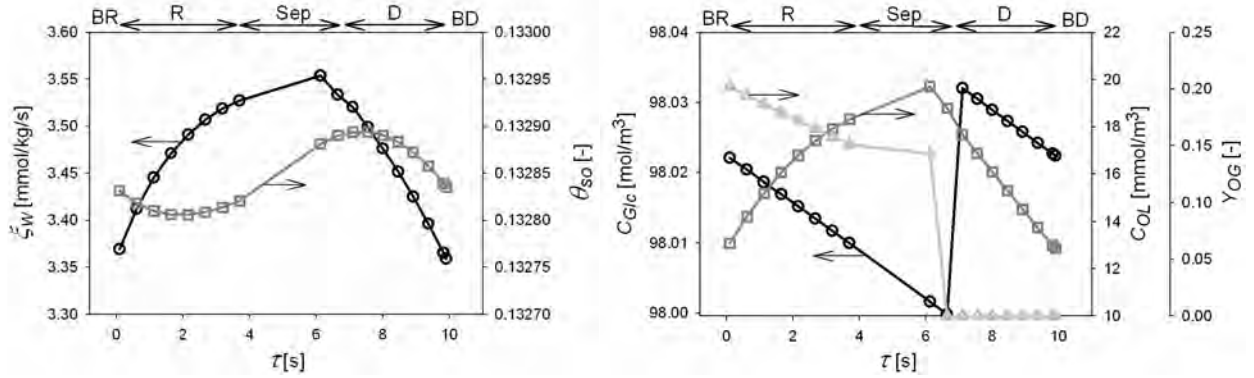 BR R Sep D BD
3.60
3.55
3.50
3.45
3.40
3.35
3.30
ξW [mmol/kg/s]
0 2 4 6 8 10
τ [s]
0.13300
0.13295
0.13290
0.13285
0.13280
0.13275
0.13270
θSO [-]
BR R Sep D BD
98.04
98.03
98.02
98.01
98.00
CGlc [mol/m³]
0 2 4 6 8 10
τ [s]
22
20
18
16
14
12
10
COL [mmol/m³]
0.25
0.20
0.15
0.10
0.05
0.00
YOG [-]